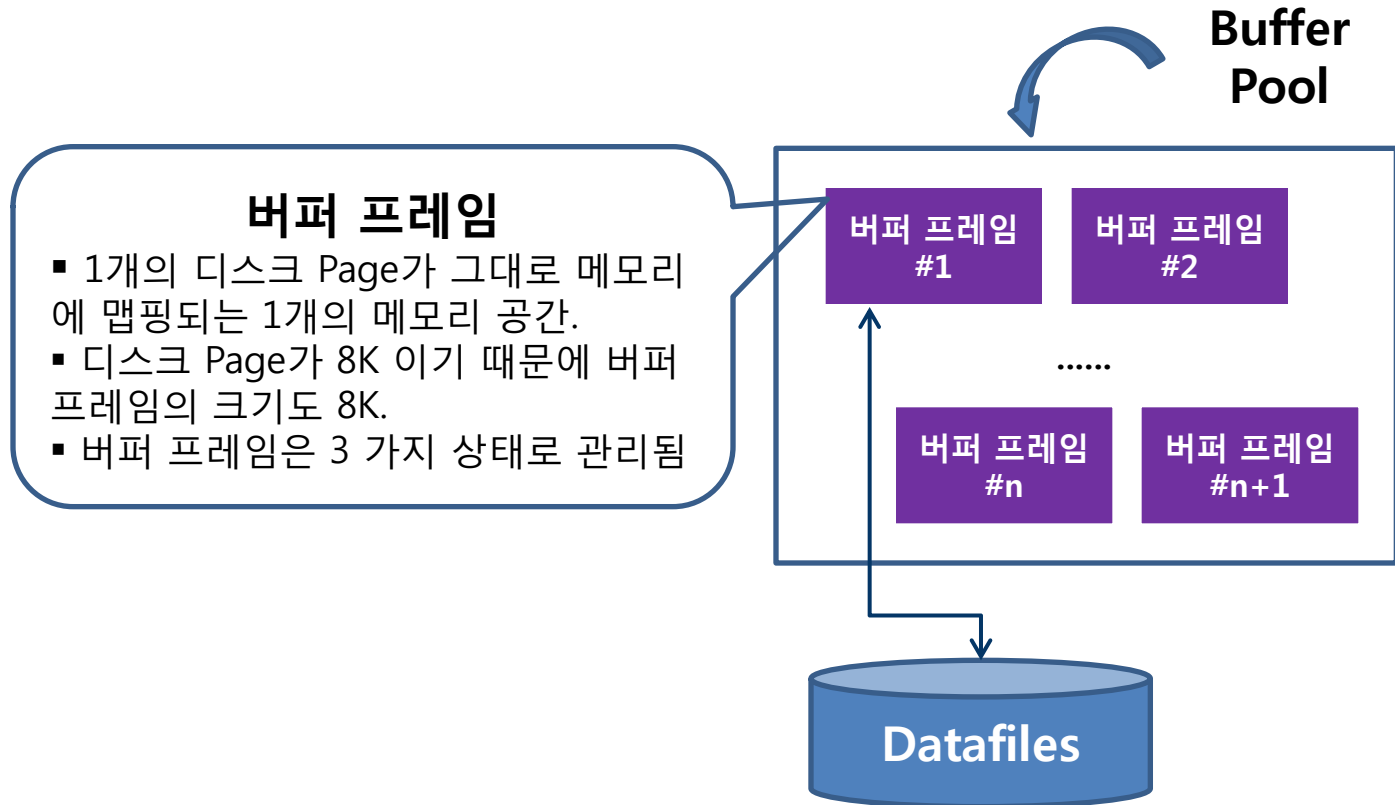 Buffer
Pool
버퍼 프레임
▪ 1개의 디스크 Page가 그대로 메모리
에 맵핑되는 1개의 메모리 공간.
▪ 디스크 Page가 8K 이기 때문에 버퍼
프레임의 크기도 8K.
▪ 버퍼 프레임은 3 가지 상태로 관리됨
버퍼 프레임
#1
버퍼 프레임
#2
......
버퍼 프레임
#n
버퍼 프레임
#n+1
Datafiles